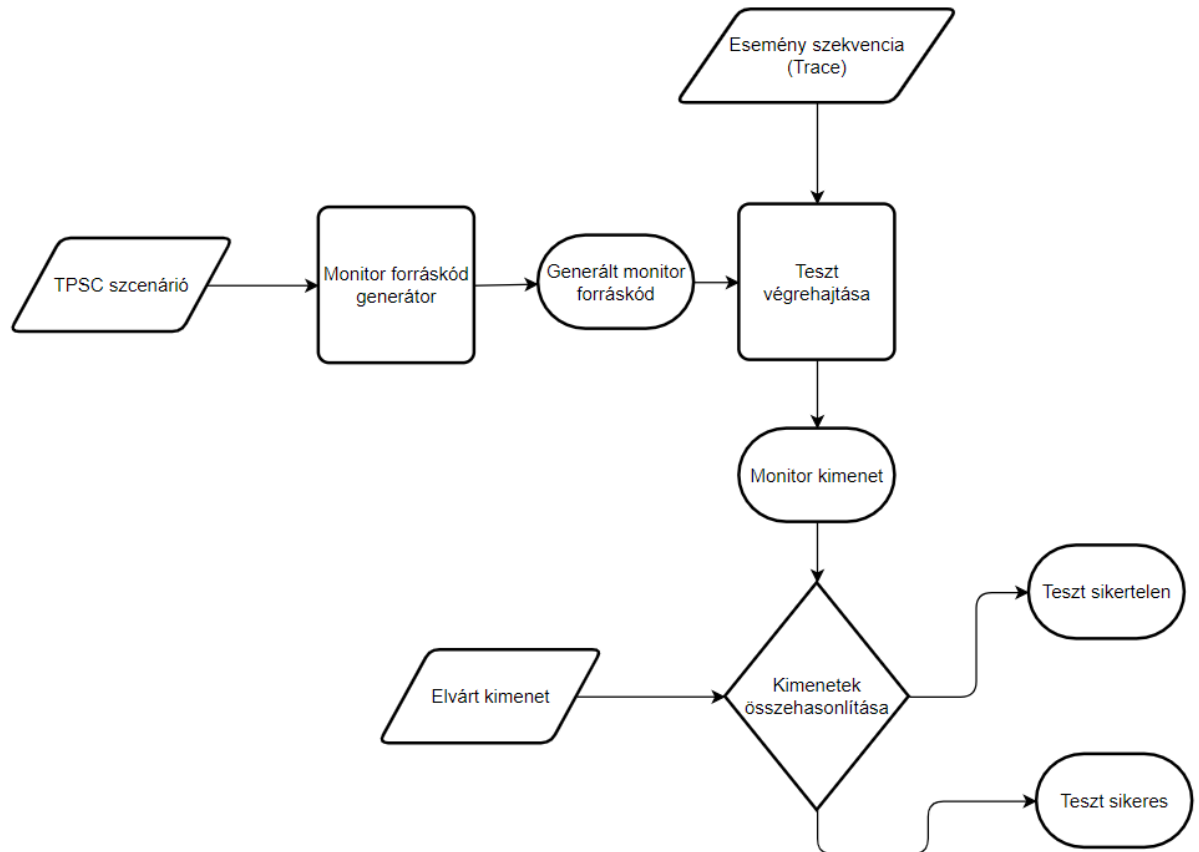 Esemény szekvencia
(Trace)
TPSC szcenárió
Monitor forráskód
generátor
Generált monitor
forráskód
Teszt
végrehajtása
Monitor kimenet
Teszt sikertelen
Elvárt kimenet
Kimenetek
összehasonlítása
Teszt sikeres